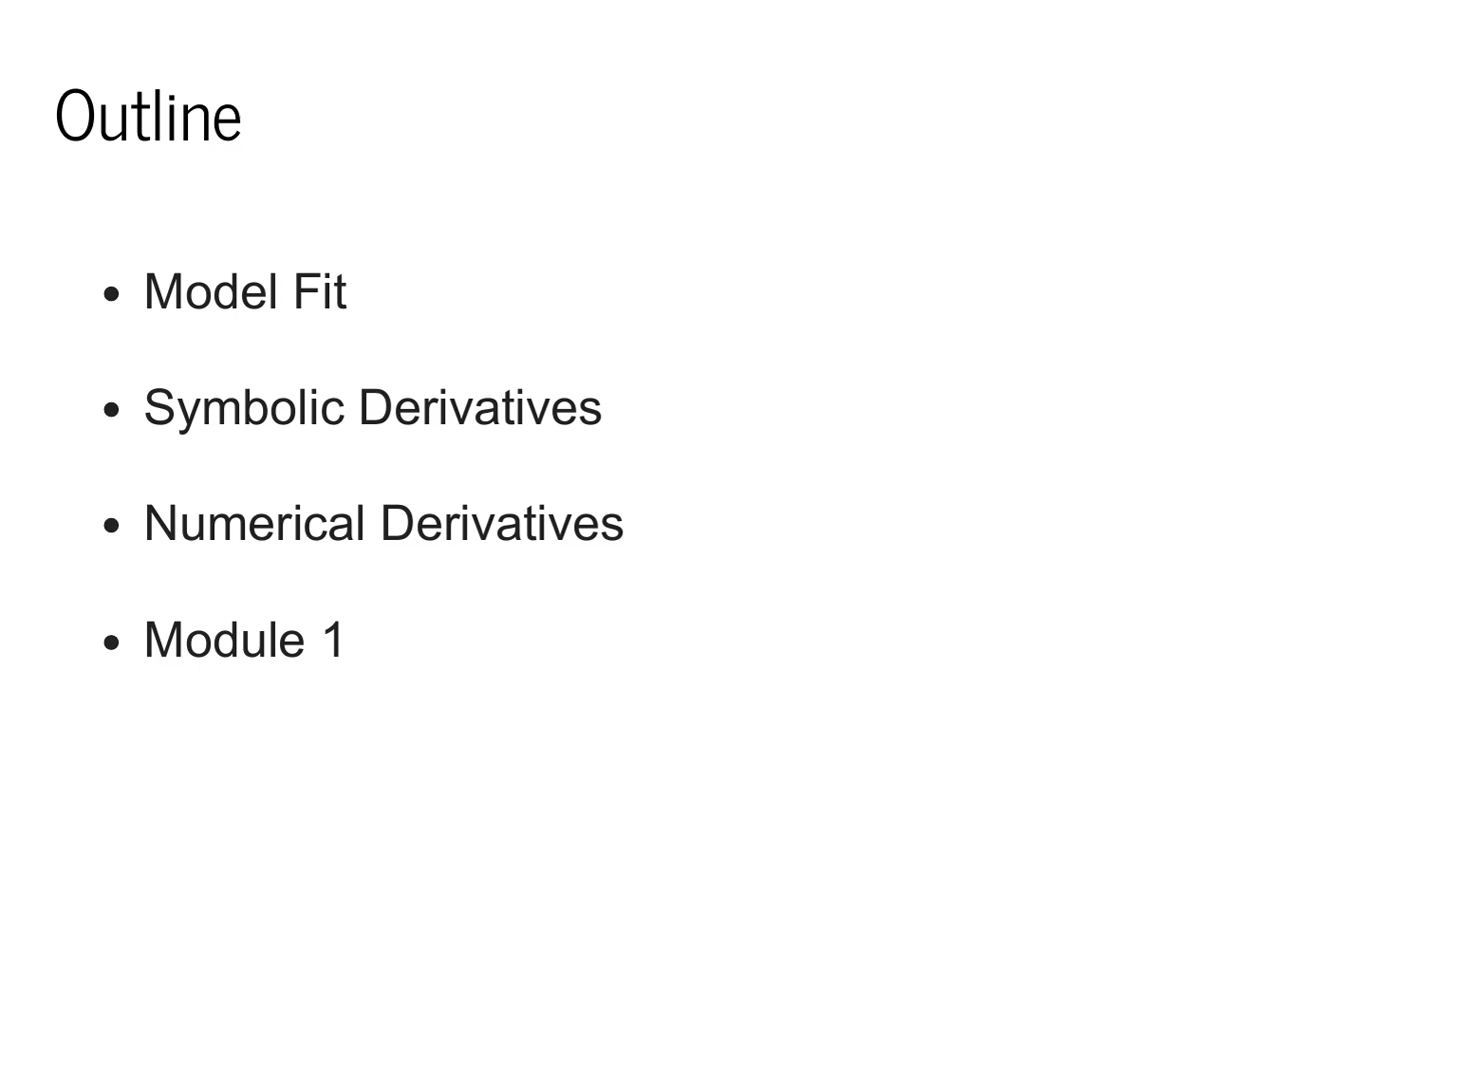 Outline
• Model Fit
• Symbolic Derivatives
• Numerical Derivatives
• Module 1